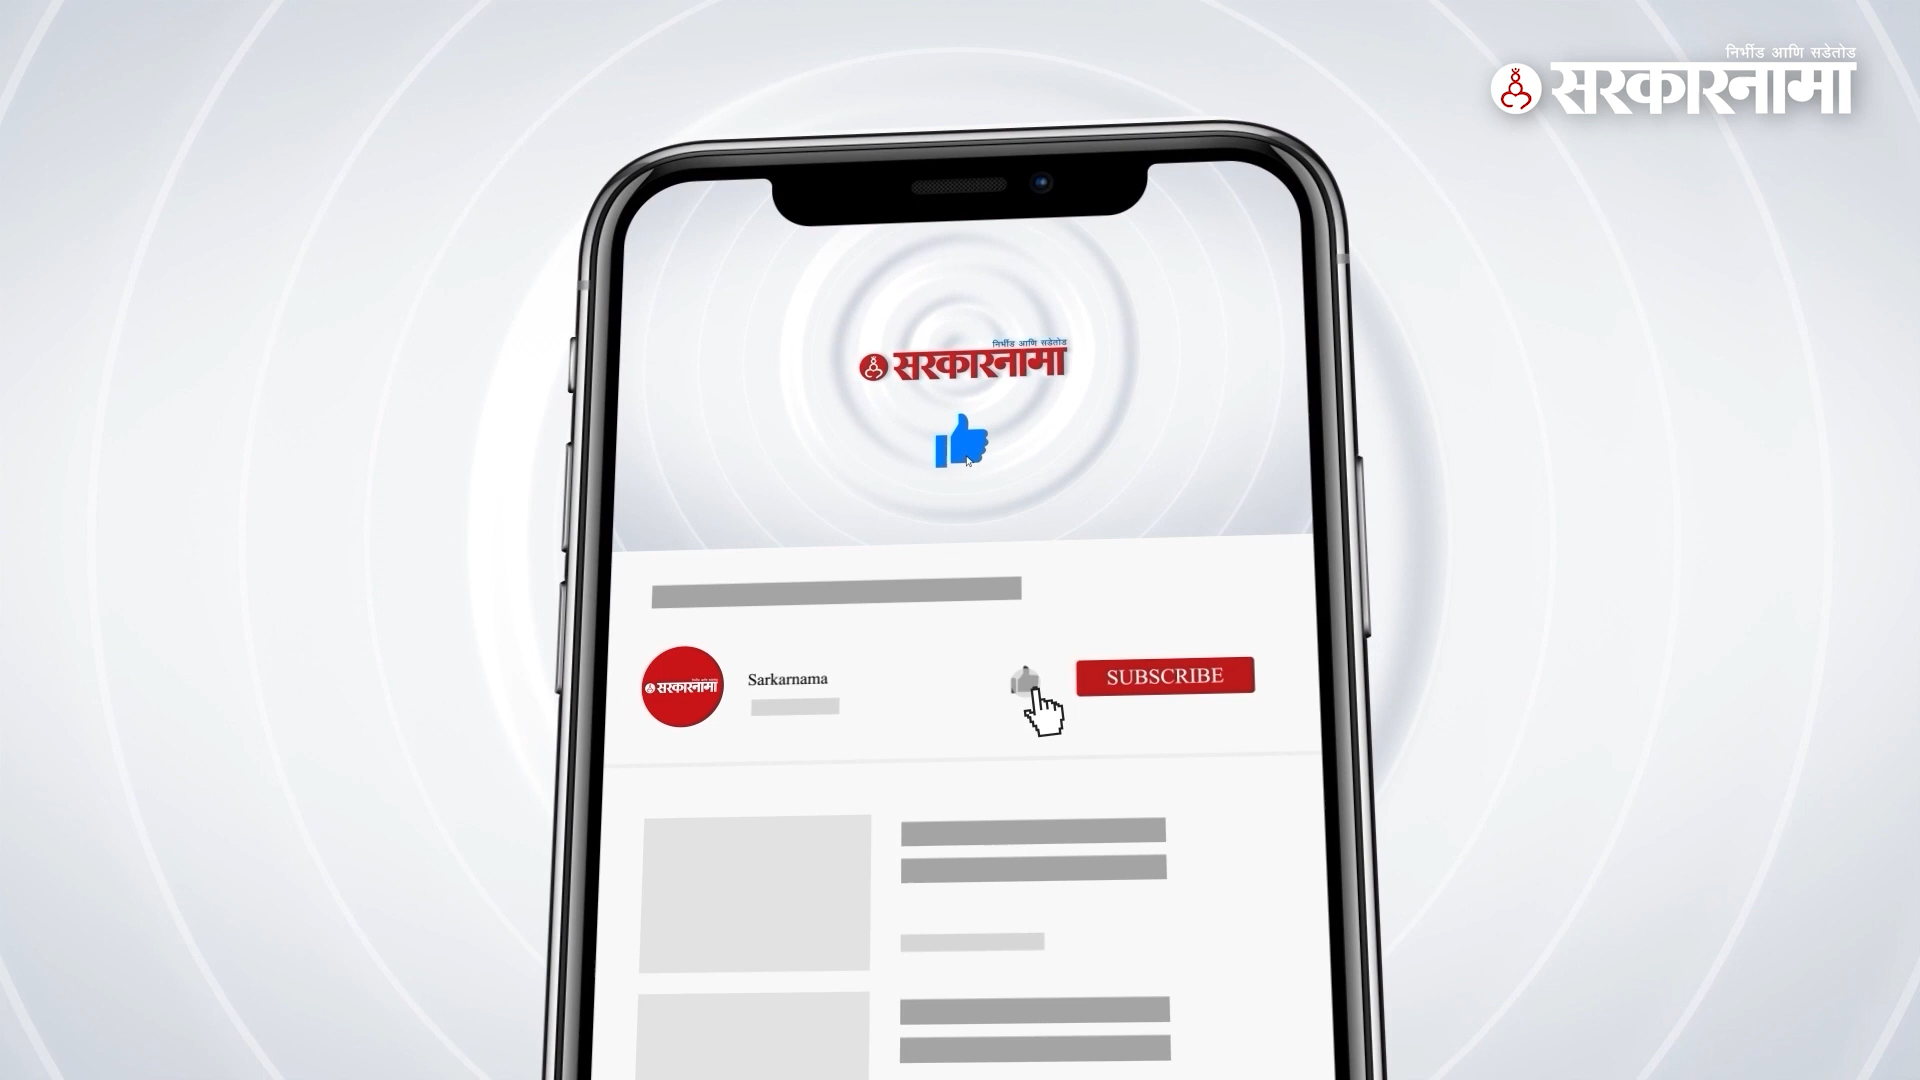 निर्भीड आणि सडेतोड
सरकारनामा
निर्भीड आणि सडेतोड
सरकारनामा
सरकारनामा
Sarkarnama
SUBSCRIBE